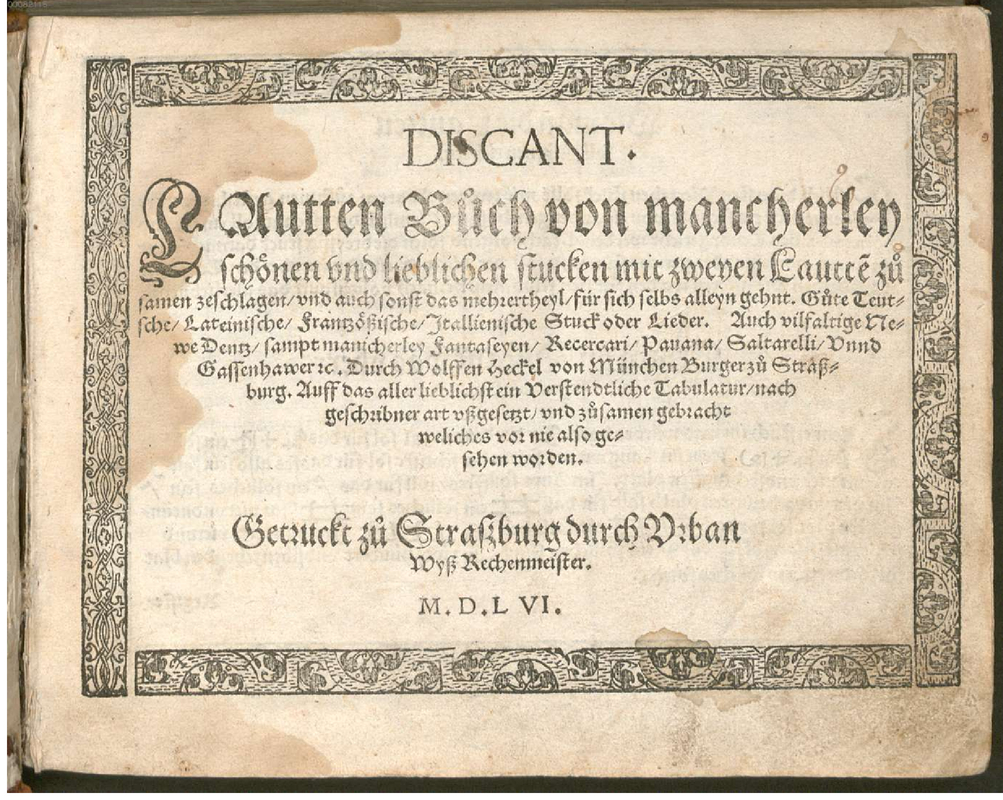 DISCANT.
LAutten Bůch von mancherley
schönen vnd lieblichen stucken mit zweyen Lauttē zů
samen zeschlagen/ vnd auch sonst das mehrertheyl/ für sich selbs alleyn gehnt. Gůte Teut-
sche/ Lateinische/ Frantzößische/ Itallienische Stuck oder Lieder. Auch vilfaltige Ne-
we Dentz/ sampt mancherley Fantaseyen/ Recercari/ Pauana/ Saltarelli/ Vnnd
Gassenhawer ꝛc. Durch Wolffen Heckel von München Burger zů Straß-
burg. Auff das aller lieblichst ein Verstendtliche Tabulatur/ nach
geschribner art vßgesetzt/ vnd zůsamen gebracht
weliches vor nie also ge-
sehen worden.
Getruckt zů Straßburg durch Vrban
Wyß Rechenmeister.
M. D. L VI.